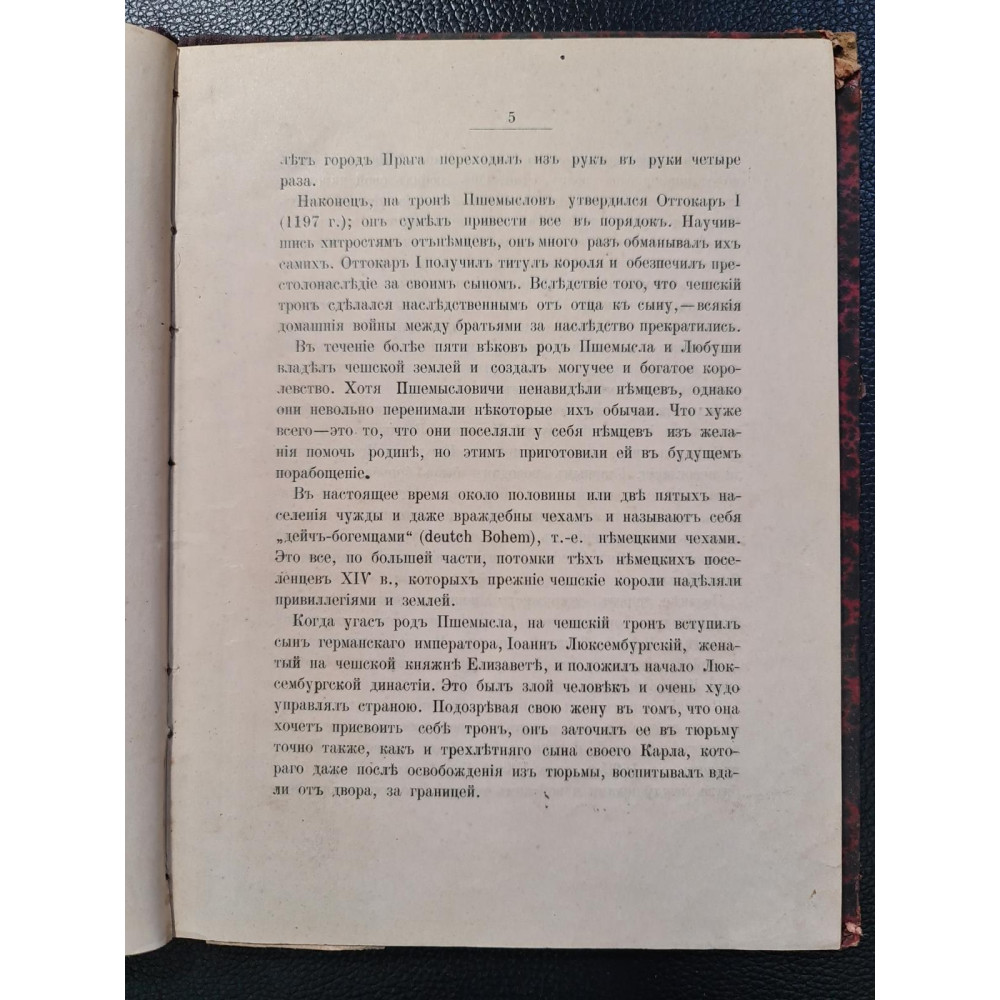 5
лѣтъ городъ Прага переходилъ изъ рукъ въ руки четыре
раза.
Наконецъ, на тронѣ Пшемысловъ утвердился Оттокаръ I
(1197 г.); онъ сумѣлъ привести все въ порядокъ. Научив-
шись хитростямъ отъ нѣмцевъ, онъ много разъ обманывалъ ихъ
самихъ. Оттокаръ I получилъ титулъ короля и обезпечилъ пре-
столонаслѣдіе за своимъ сыномъ. Вслѣдствіе того, что чешскій
тронъ сдѣлался наслѣдственнымъ отъ отца къ сыну,—всякія
домашнія войны между братьями за наслѣдство прекратились.
Въ теченіе болѣе пяти вѣковъ родъ Пшемысла и Любуши
владѣлъ чешской землей и создалъ могучее и богатое коро-
левство. Хотя Пшемысловичи ненавидѣли нѣмцевъ, однако
они невольно перенимали нѣкоторые ихъ обычаи. Что хуже
всего—это то, что они поселяли у себя нѣмцевъ изъ жела-
нія помочь родинѣ, но этимъ приготовили ей въ будущемъ
порабощеніе.
Въ настоящее время около половины или двѣ пятыхъ на-
селенія чужды и даже враждебны чехамъ и называютъ себя
„дейчъ-богемцами“ (deutch Bohem), т.-е. нѣмецкими чехами.
Это все, по большей части, потомки тѣхъ нѣмецкихъ посе-
ленцевъ XIV в., которыхъ прежніе чешскіе короли надѣляли
привиллегіями и землей.
Когда угасъ родъ Пшемысла, на чешскій тронъ вступилъ
сынъ германскаго императора, Іоаннъ Люксембургскій, жена-
тый на чешской княжнѣ Елизаветѣ, и положилъ начало Люк-
сембургской династіи. Это былъ злой человѣкъ и очень худо
управлялъ страною. Подозрѣвая свою жену въ томъ, что она
хочетъ присвоить себѣ тронъ, онъ заточилъ ее въ тюрьму
точно также, какъ и трехлѣтняго сына своего Карла, кото-
раго даже послѣ освобожденія изъ тюрьмы, воспитывалъ вда-
ли отъ двора, за границей.